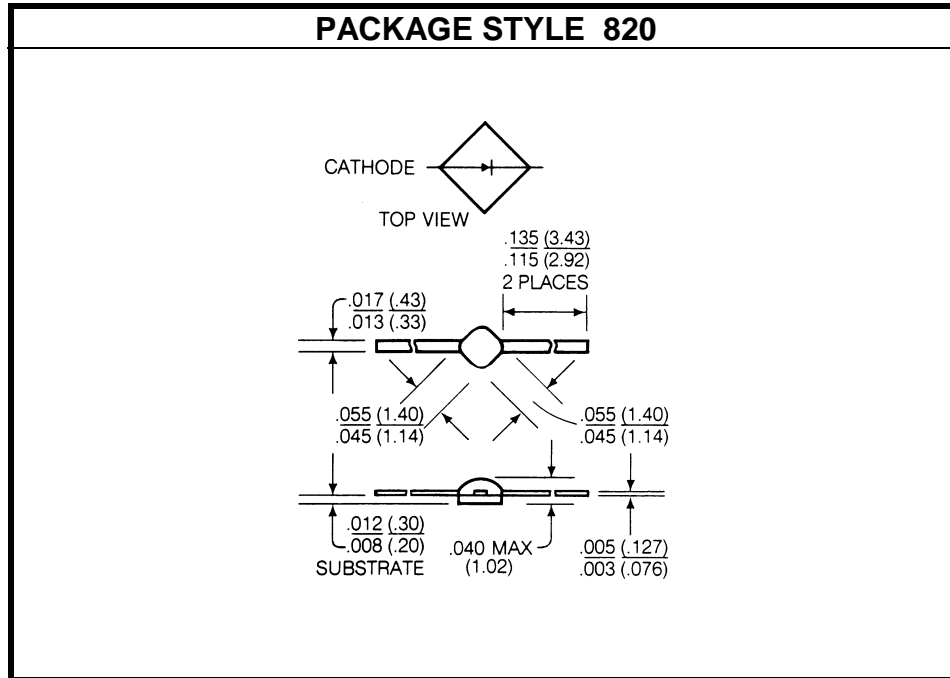 PACKAGE STYLE 820
CATHODE
TOP VIEW
.135 (3.43)
.115 (2.92)
2 PLACES
.017 (.43)
.013 (.33)
.055 (1.40)
.045 (1.14)
.055 (1.40)
.045 (1.14)
.012 (.30)
.008 (.20)
SUBSTRATE
.040 MAX
(1.02)
.005 (.127)
.003 (.076)